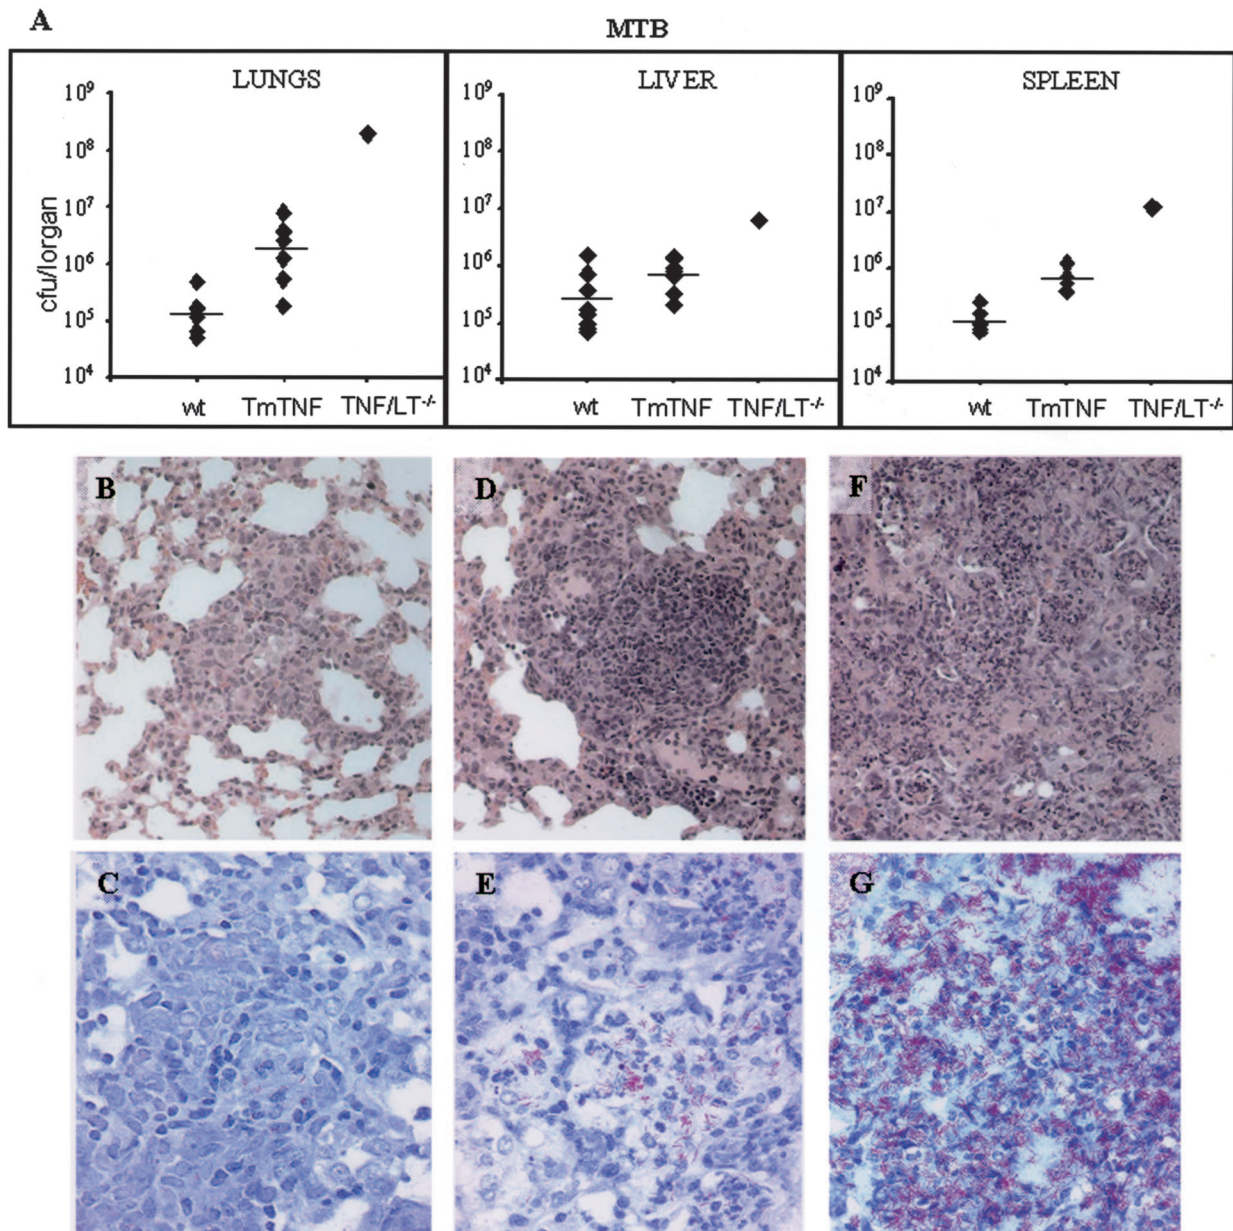 A
MTB
LUNGS
LIVER
SPLEEN
cfu/lorgan
10⁹
10⁸
10⁷
10⁶
10⁵
10⁴
10⁹
10⁸
10⁷
10⁶
10⁵
10⁴
10⁹
10⁸
10⁷
10⁶
10⁵
10⁴
wt TmTNF TNF/LT⁻/⁻
wt TmTNF TNF/LT⁻/⁻
wt TmTNF TNF/LT⁻/⁻
B
D
F
C
E
G